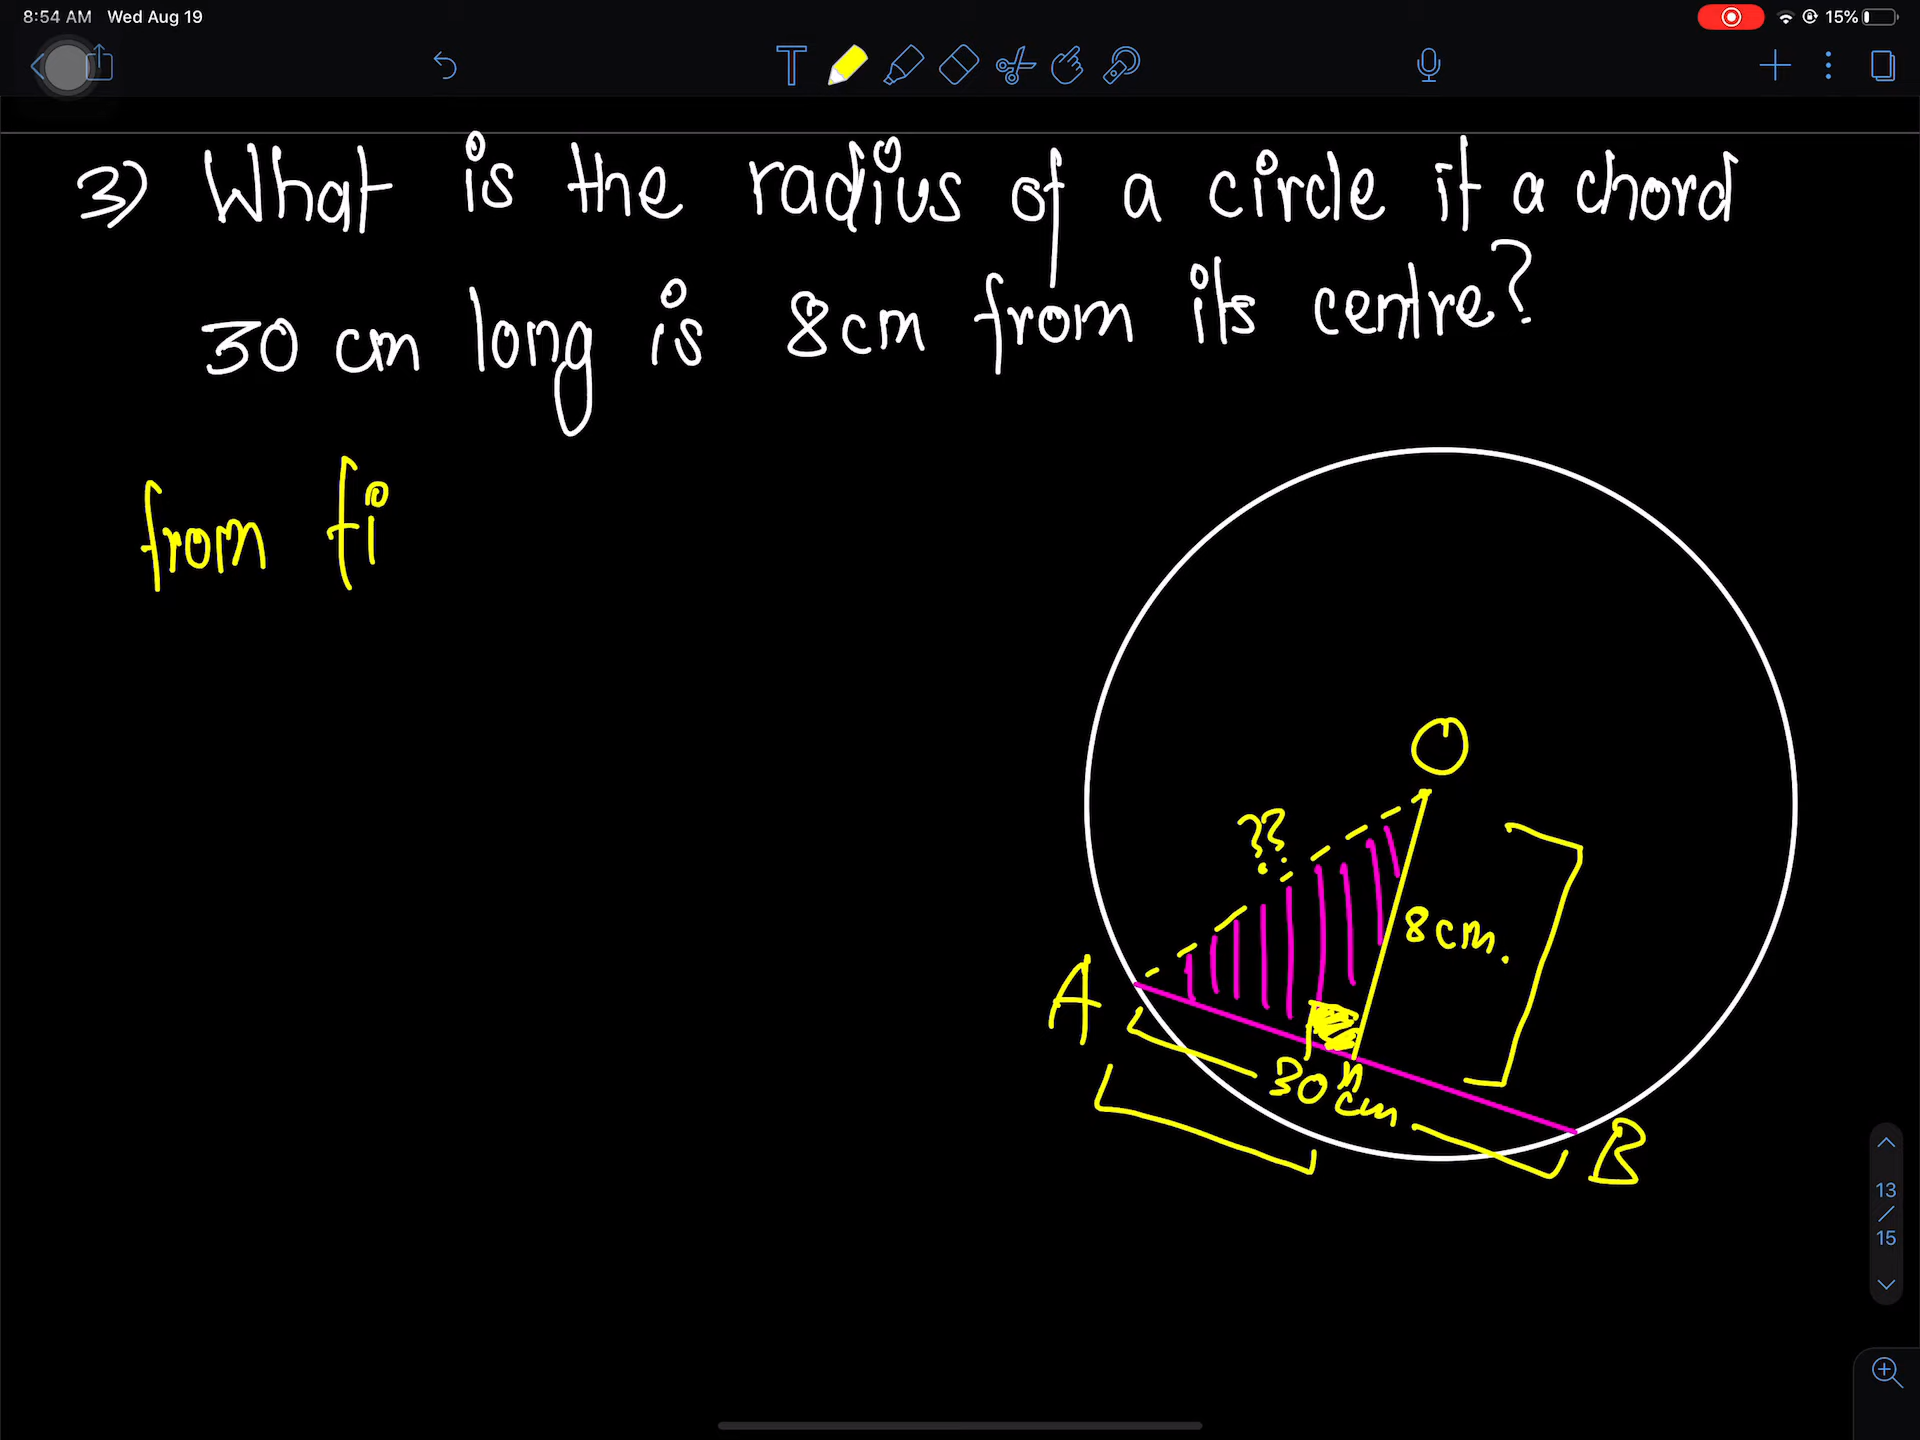 8:54 AM Wed Aug 19
15%
T
3) What is the radius of a circle if a chord
30 cm long is 8cm from its centre?
from fi
O
??
8cm.
A
30 cm
n
B
13
/
15